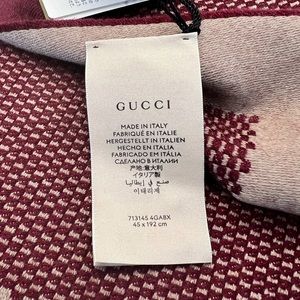 GUCCI
MADE IN ITALY
FABRIQUÉ EN ITALIE
HERGESTELLT IN ITALIEN
HECHO EN ITALIA
FABRICADO EM ITÁLIA
СДЕЛАНО В ИТАЛИИ
产地:意大利
イタリア製
صنع في إيطاليا
이태리제
713145 4GABX
45 x 192 cm